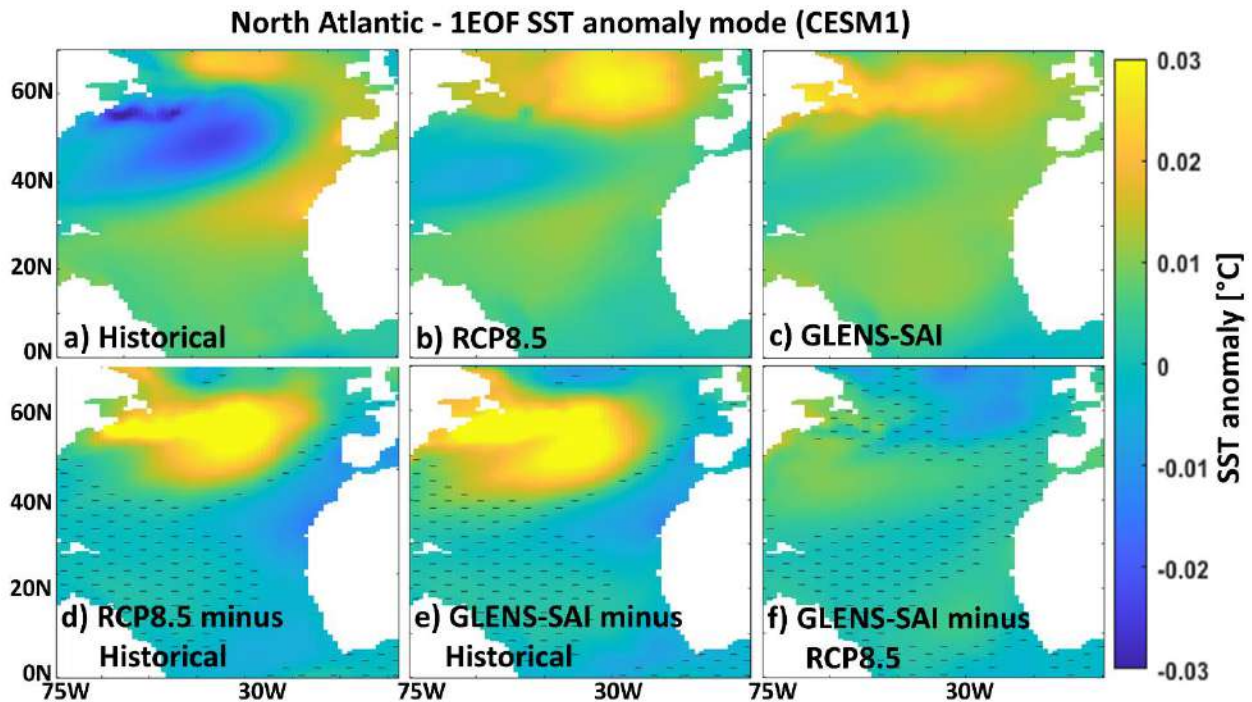 North Atlantic - 1EOF SST anomaly mode (CESM1)
60N
40N
20N
0N
a) Historical
b) RCP8.5
c) GLENS-SAI
60N
40N
20N
0N
d) RCP8.5 minus
Historical
e) GLENS-SAI minus
Historical
f) GLENS-SAI minus
RCP8.5
75W
30W
75W
30W
75W
30W
0.03
0.02
0.01
0
-0.01
-0.02
-0.03
SST anomaly [°C]